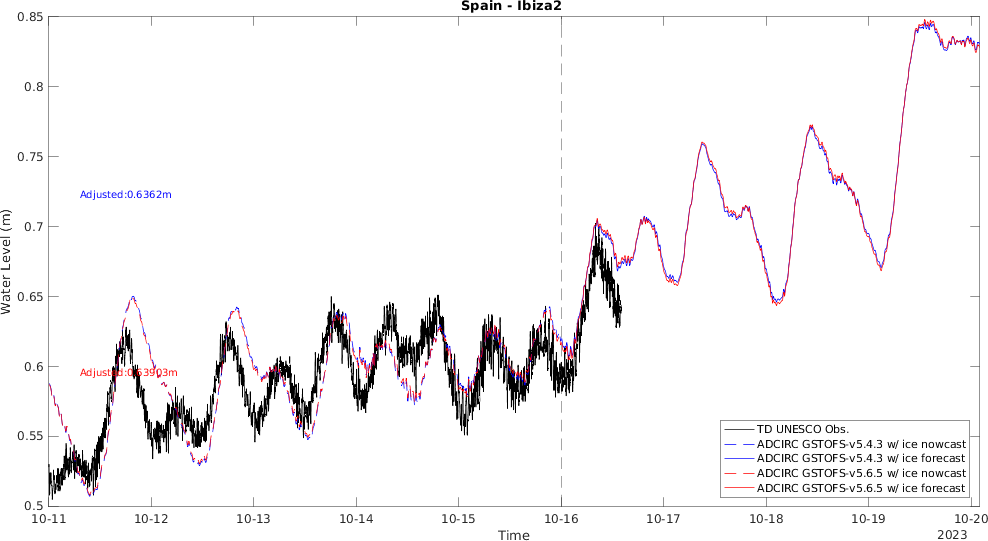 Spain - Ibiza2
0.85
0.8
0.75
0.7
0.65
0.6
0.55
0.5
Water Level (m)
Adjusted:0.6362m
Adjusted:0.63903m
TD UNESCO Obs.
ADCIRC GSTOFS-v5.4.3 w/ ice nowcast
ADCIRC GSTOFS-v5.4.3 w/ ice forecast
ADCIRC GSTOFS-v5.6.5 w/ ice nowcast
ADCIRC GSTOFS-v5.6.5 w/ ice forecast
10-11 10-12 10-13 10-14 10-15 10-16 10-17 10-18 10-19 10-20
Time
2023